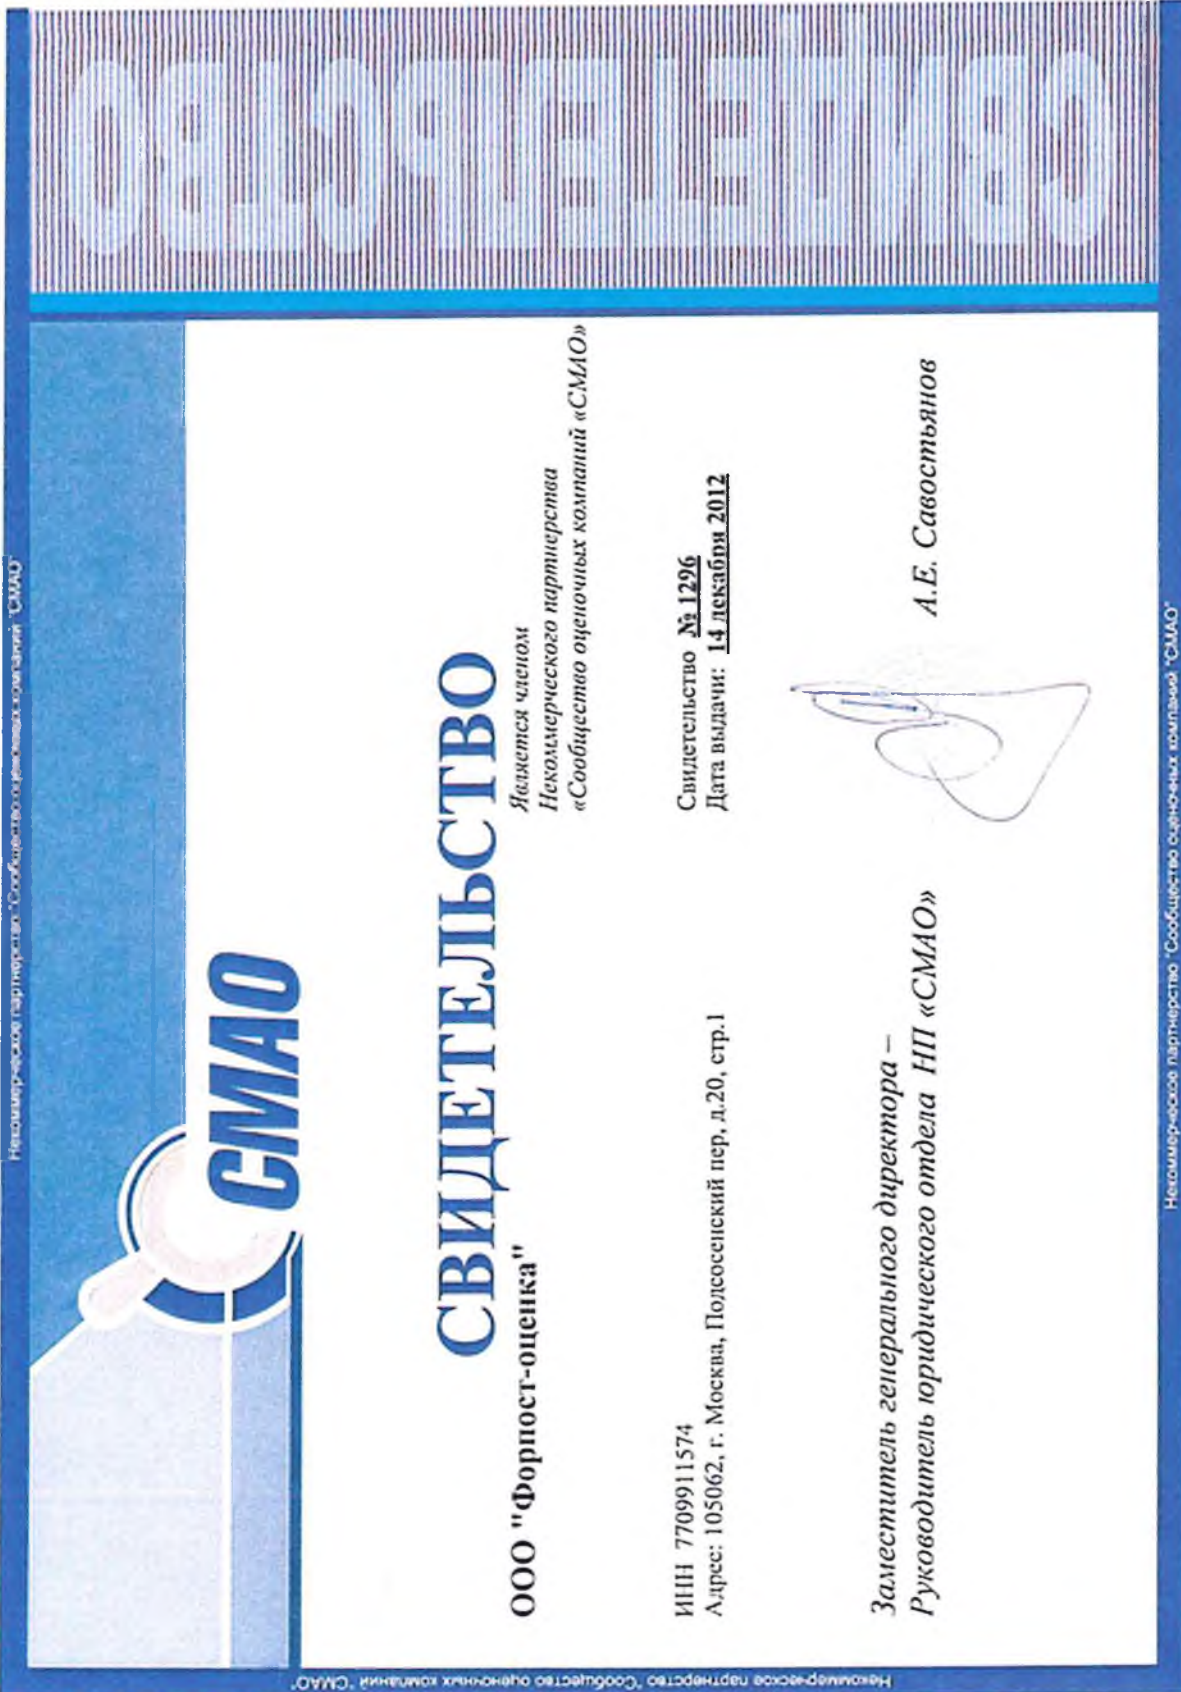 Некоммерческое партнерство "Сообщество оценочных компаний "СМАО"
СМАО
СВИДЕТЕЛЬСТВО
ООО "Форпост-оценка"
Является членом
Некоммерческого партнерства
«Сообщество оценочных компаний «СМАО»
ИНН 7709911574
Адрес: 105062, г. Москва, Подсосенский пер, д.20, стр.1
Свидетельство № 1296
Дата выдачи: 14 декабря 2012
Заместитель генерального директора –
Руководитель юридического отдела НП «СМАО»
А.Е. Савостьянов
СВИДЕТЕЛЬСТВО
Некоммерческое партнерство "Сообщество оценочных компаний "СМАО"
Некоммерческое партнерство "Сообщество оценочных компаний "СМАО"